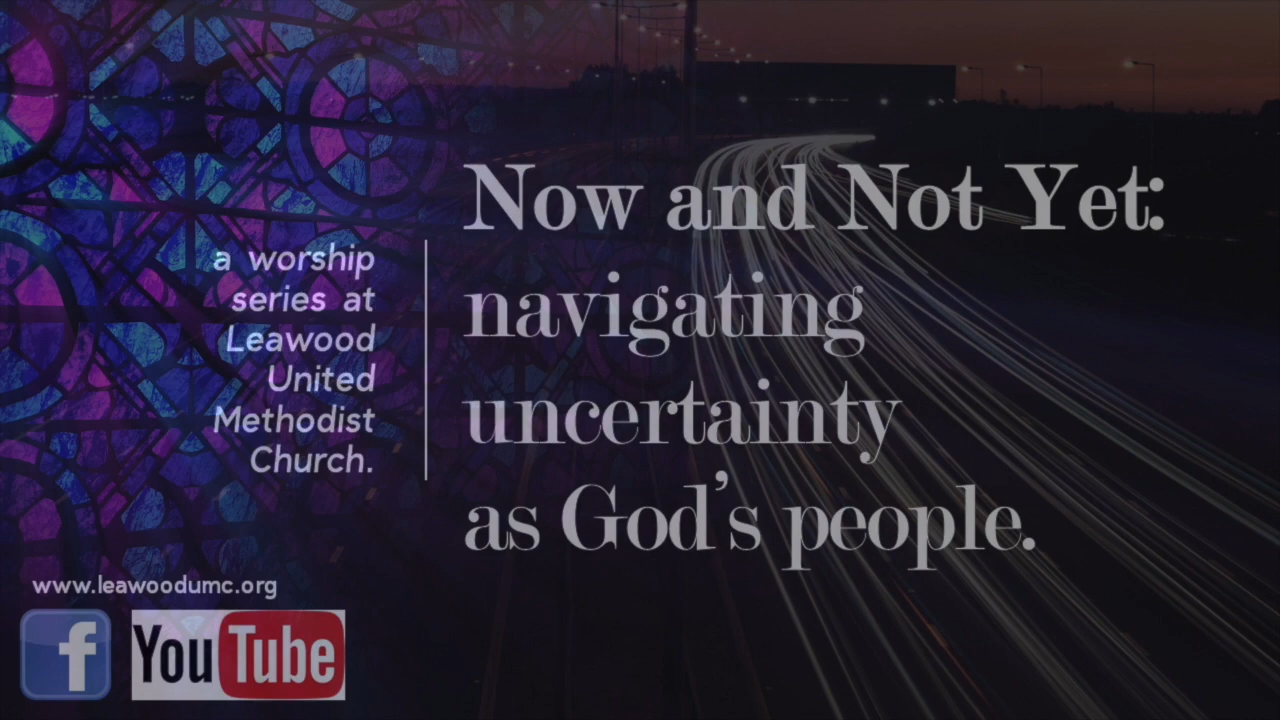 a worship
series at
Leawood
United
Methodist
Church.
Now and Not Yet:
navigating
uncertainty
as God's people.
www.leawoodumc.org
f
YouTube